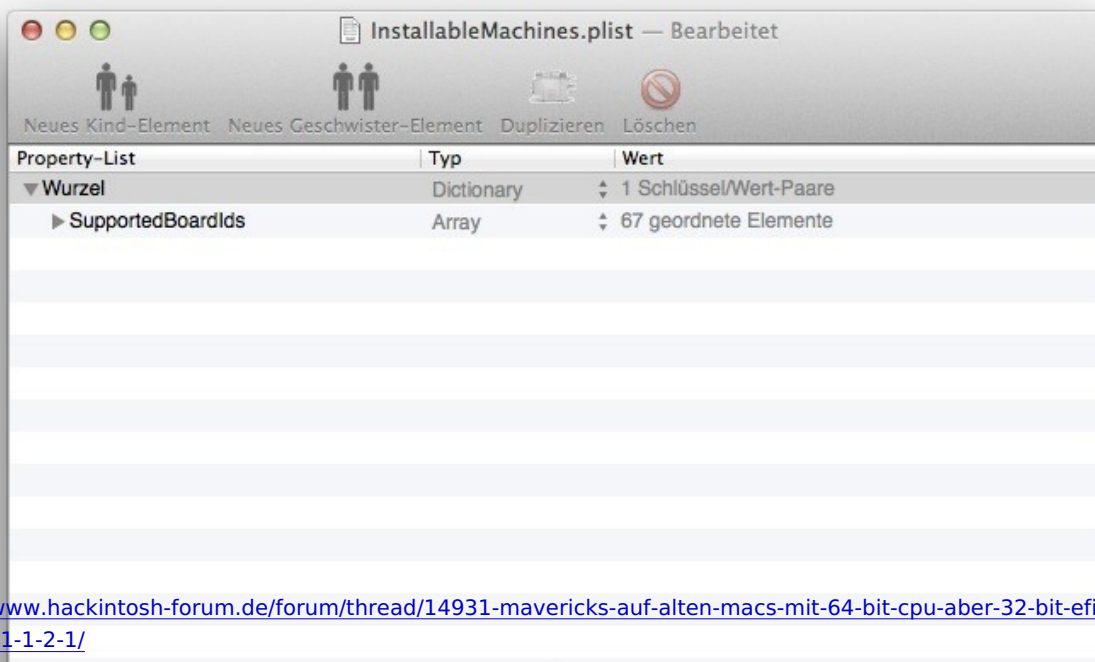 InstallableMachines.plist — Bearbeitet
Neues Kind-Element Neues Geschwister-Element Duplizieren Löschen
Property-List Typ Wert
Wurzel Dictionary 1 Schlüssel/Wert-Paare
SupportedBoardIds Array 67 geordnete Elemente
www.hackintosh-forum.de/forum/thread/14931-mavericks-auf-alten-macs-mit-64-bit-cpu-aber-32-bit-efi
1-1-2-1/